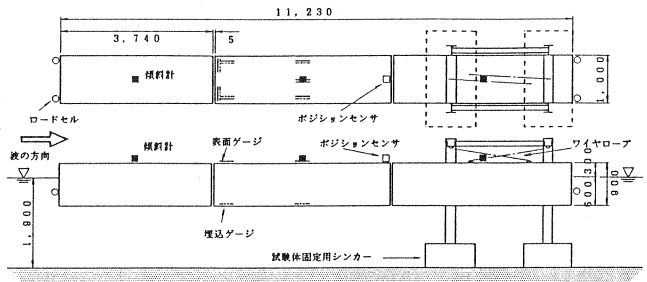 11,230
3,740
5
傾斜計
1,000
ロードセル
ポジションセンサ
波の方向
傾斜計
表面ゲージ
ポジションセンサ
ワイヤロープ
300
600
900
1,900
埋込ゲージ
試験体固定用シンカー